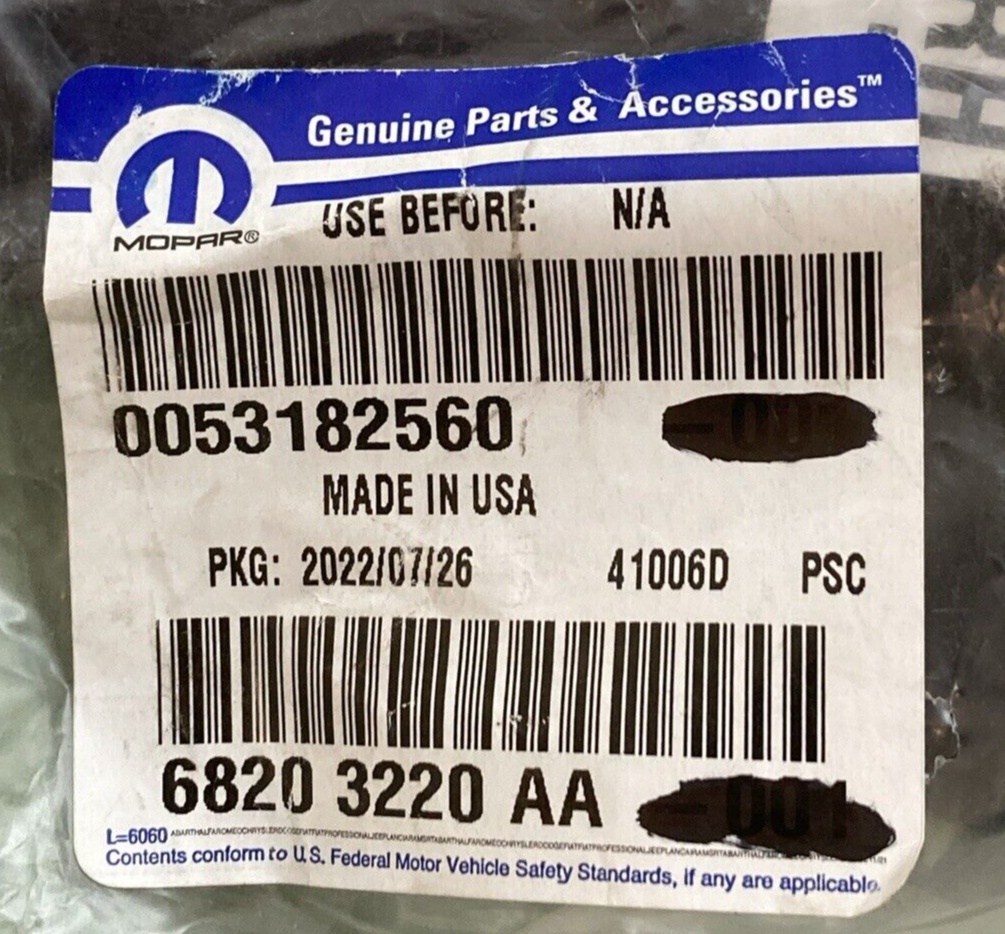 Genuine Parts & Accessories™
MOPAR®
USE BEFORE: N/A
0053182560
MADE IN USA
PKG: 2022/07/26 41006D PSC
6820 3220 AA -001
L=6060
Contents conform to U.S. Federal Motor Vehicle Safety Standards, if any are applicable.